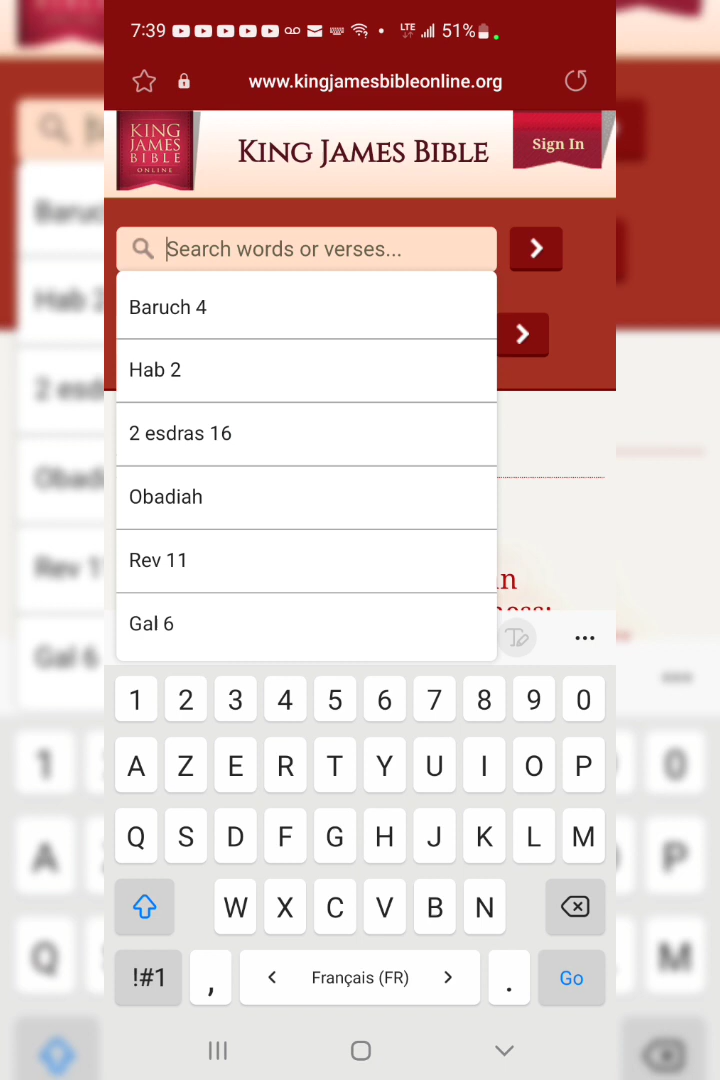 7:39 LTE 51%
www.kingjamesbibleonline.org
KING
JAMES
BIBLE
ONLINE
KING JAMES BIBLE
Sign In
Search words or verses...
Baruch 4
Hab 2
2 esdras 16
Obadiah
Rev 11
Gal 6
1 2 3 4 5 6 7 8 9 0
A Z E R T Y U I O P
Q S D F G H J K L M
W X C V B N
!#1 , < Français (FR) > . Go